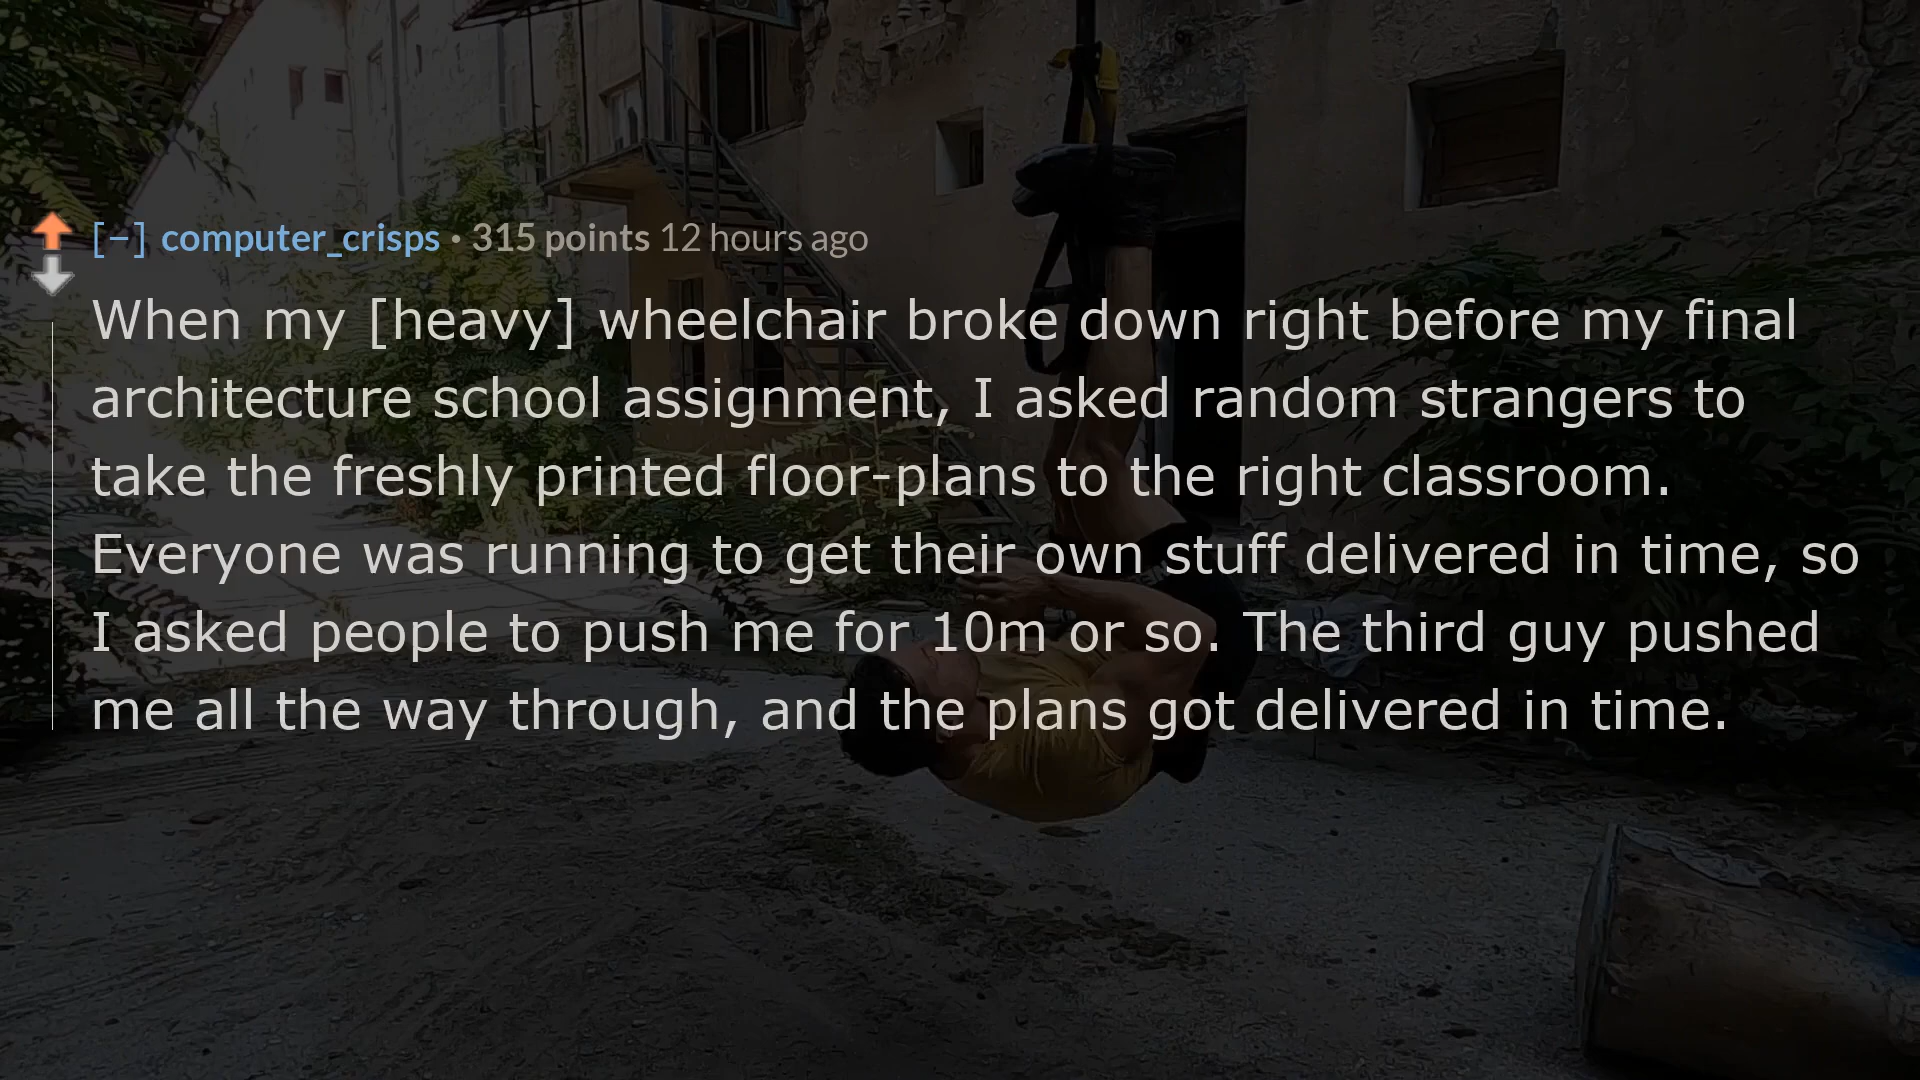 [−] computer_crisps • 315 points 12 hours ago
When my [heavy] wheelchair broke down right before my final
architecture school assignment, I asked random strangers to
take the freshly printed floor-plans to the right classroom.
Everyone was running to get their own stuff delivered in time, so
I asked people to push me for 10m or so. The third guy pushed
me all the way through, and the plans got delivered in time.